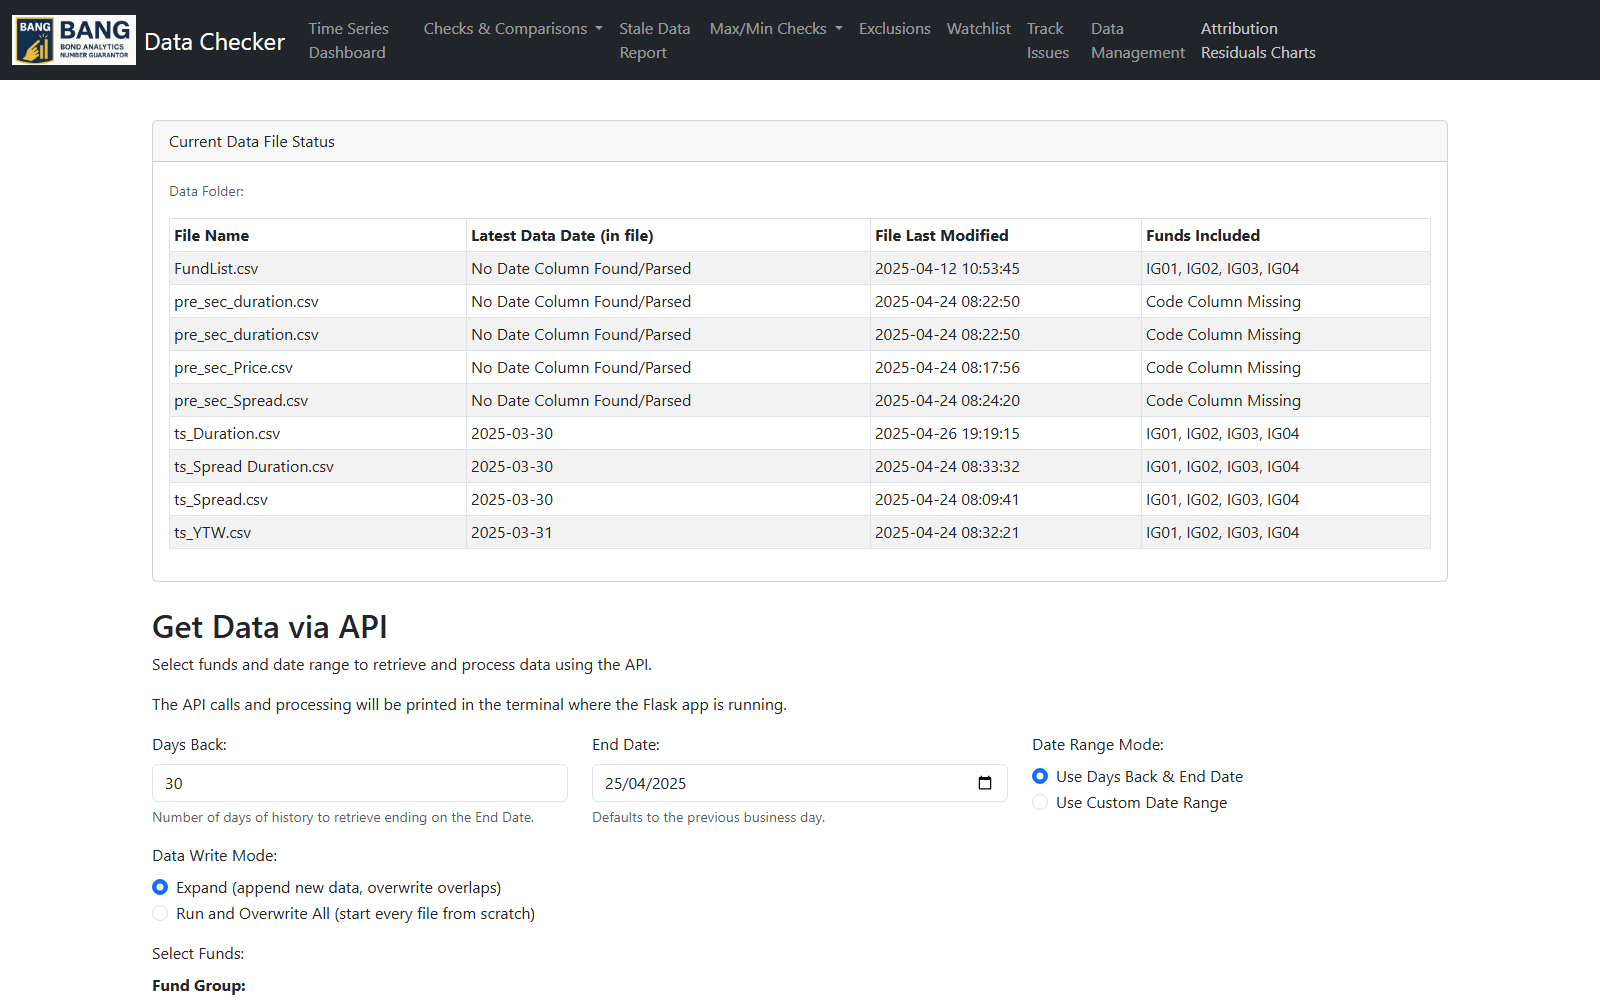 BANG
BANG
BOND ANALYTICS
NUMBER GUARANTOR
Data Checker
Time Series Dashboard
Checks & Comparisons
Stale Data Report
Max/Min Checks
Exclusions
Watchlist
Track Issues
Data Management
Attribution Residuals Charts
Current Data File Status
Data Folder:
File Name Latest Data Date (in file) File Last Modified Funds Included
FundList.csv No Date Column Found/Parsed 2025-04-12 10:53:45 IG01, IG02, IG03, IG04
pre_sec_duration.csv No Date Column Found/Parsed 2025-04-24 08:22:50 Code Column Missing
pre_sec_duration.csv No Date Column Found/Parsed 2025-04-24 08:22:50 Code Column Missing
pre_sec_Price.csv No Date Column Found/Parsed 2025-04-24 08:17:56 Code Column Missing
pre_sec_Spread.csv No Date Column Found/Parsed 2025-04-24 08:24:20 Code Column Missing
ts_Duration.csv 2025-03-30 2025-04-26 19:19:15 IG01, IG02, IG03, IG04
ts_Spread Duration.csv 2025-03-30 2025-04-24 08:33:32 IG01, IG02, IG03, IG04
ts_Spread.csv 2025-03-30 2025-04-24 08:09:41 IG01, IG02, IG03, IG04
ts_YTW.csv 2025-03-31 2025-04-24 08:32:21 IG01, IG02, IG03, IG04
Get Data via API
Select funds and date range to retrieve and process data using the API.
The API calls and processing will be printed in the terminal where the Flask app is running.
Days Back:
30
Number of days of history to retrieve ending on the End Date.
End Date:
25/04/2025
Defaults to the previous business day.
Date Range Mode:
Use Days Back & End Date
Use Custom Date Range
Data Write Mode:
Expand (append new data, overwrite overlaps)
Run and Overwrite All (start every file from scratch)
Select Funds:
Fund Group: